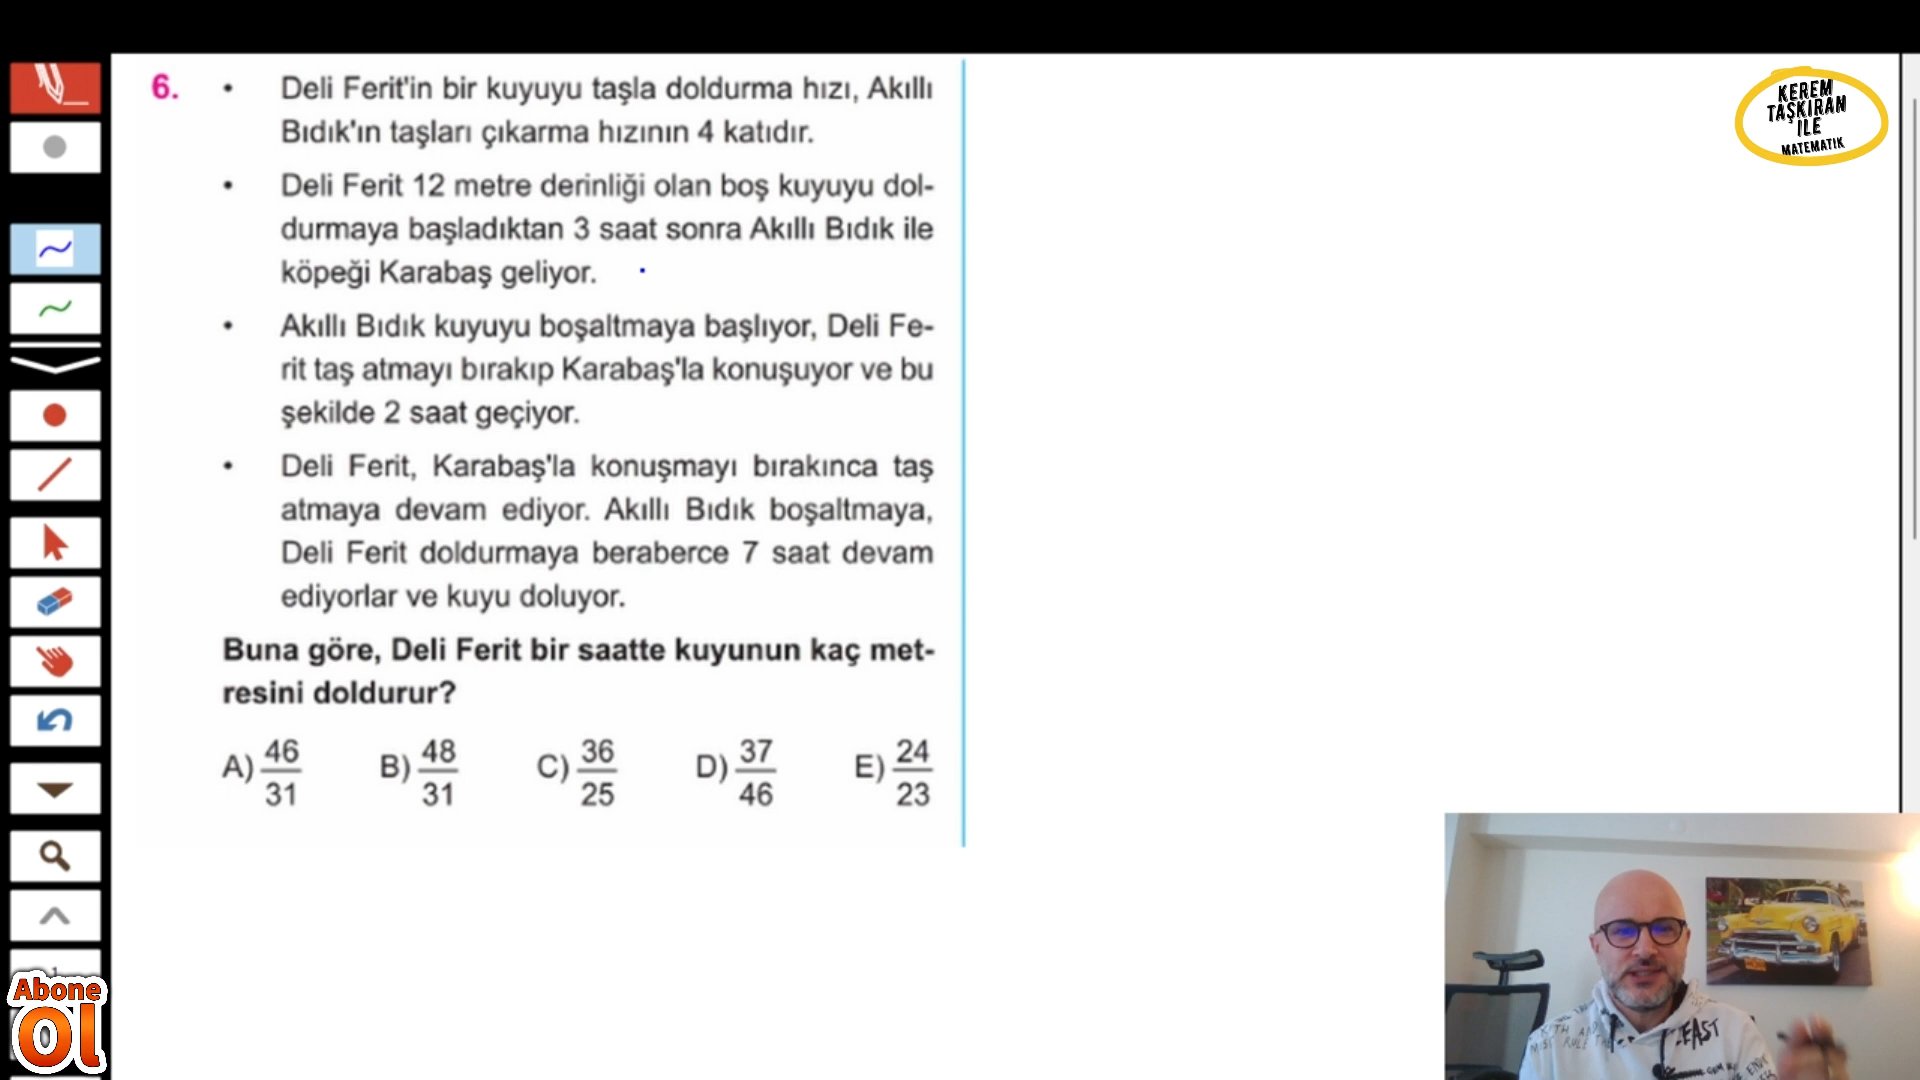 6. • Deli Ferit'in bir kuyuyu taşla doldurma hızı, Akıllı
Bıdık'ın taşları çıkarma hızının 4 katıdır.
• Deli Ferit 12 metre derinliği olan boş kuyuyu dol-
durmaya başladıktan 3 saat sonra Akıllı Bıdık ile
köpeği Karabaş geliyor.
• Akıllı Bıdık kuyuyu boşaltmaya başlıyor, Deli Fe-
rit taş atmayı bırakıp Karabaş'la konuşuyor ve bu
şekilde 2 saat geçiyor.
• Deli Ferit, Karabaş'la konuşmayı bırakınca taş
atmaya devam ediyor. Akıllı Bıdık boşaltmaya,
Deli Ferit doldurmaya beraberce 7 saat devam
ediyorlar ve kuyu doluyor.
Buna göre, Deli Ferit bir saatte kuyunun kaç met-
resini doldurur?
A) 46/31 B) 48/31 C) 36/25 D) 37/46 E) 24/23
KEREM
TAŞKIRAN
İLE
MATEMATİK
Abone
Ol
EAST